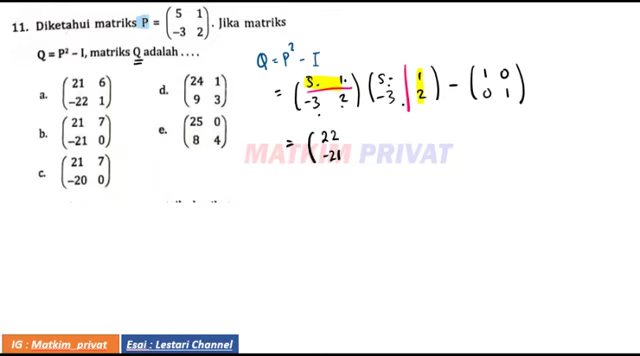 11. Diketahui matriks P = ( 5 1 ). Jika matriks
-3 2
Q = P² – I, matriks Q adalah . . . .
a. ( 21 6 )
-22 1
b. ( 21 7 )
-21 0
c. ( 21 7 )
-20 0
d. ( 24 1 )
9 3
e. ( 25 0 )
8 4
Q = P² - I
= ( 5 1 ) ( 5 1 ) - ( 1 0 )
-3 2 -3 2 0 1
= ( 22
-21
MATKIM PRIVAT
IG : Matkim_privat
Esai : Lestari Channel